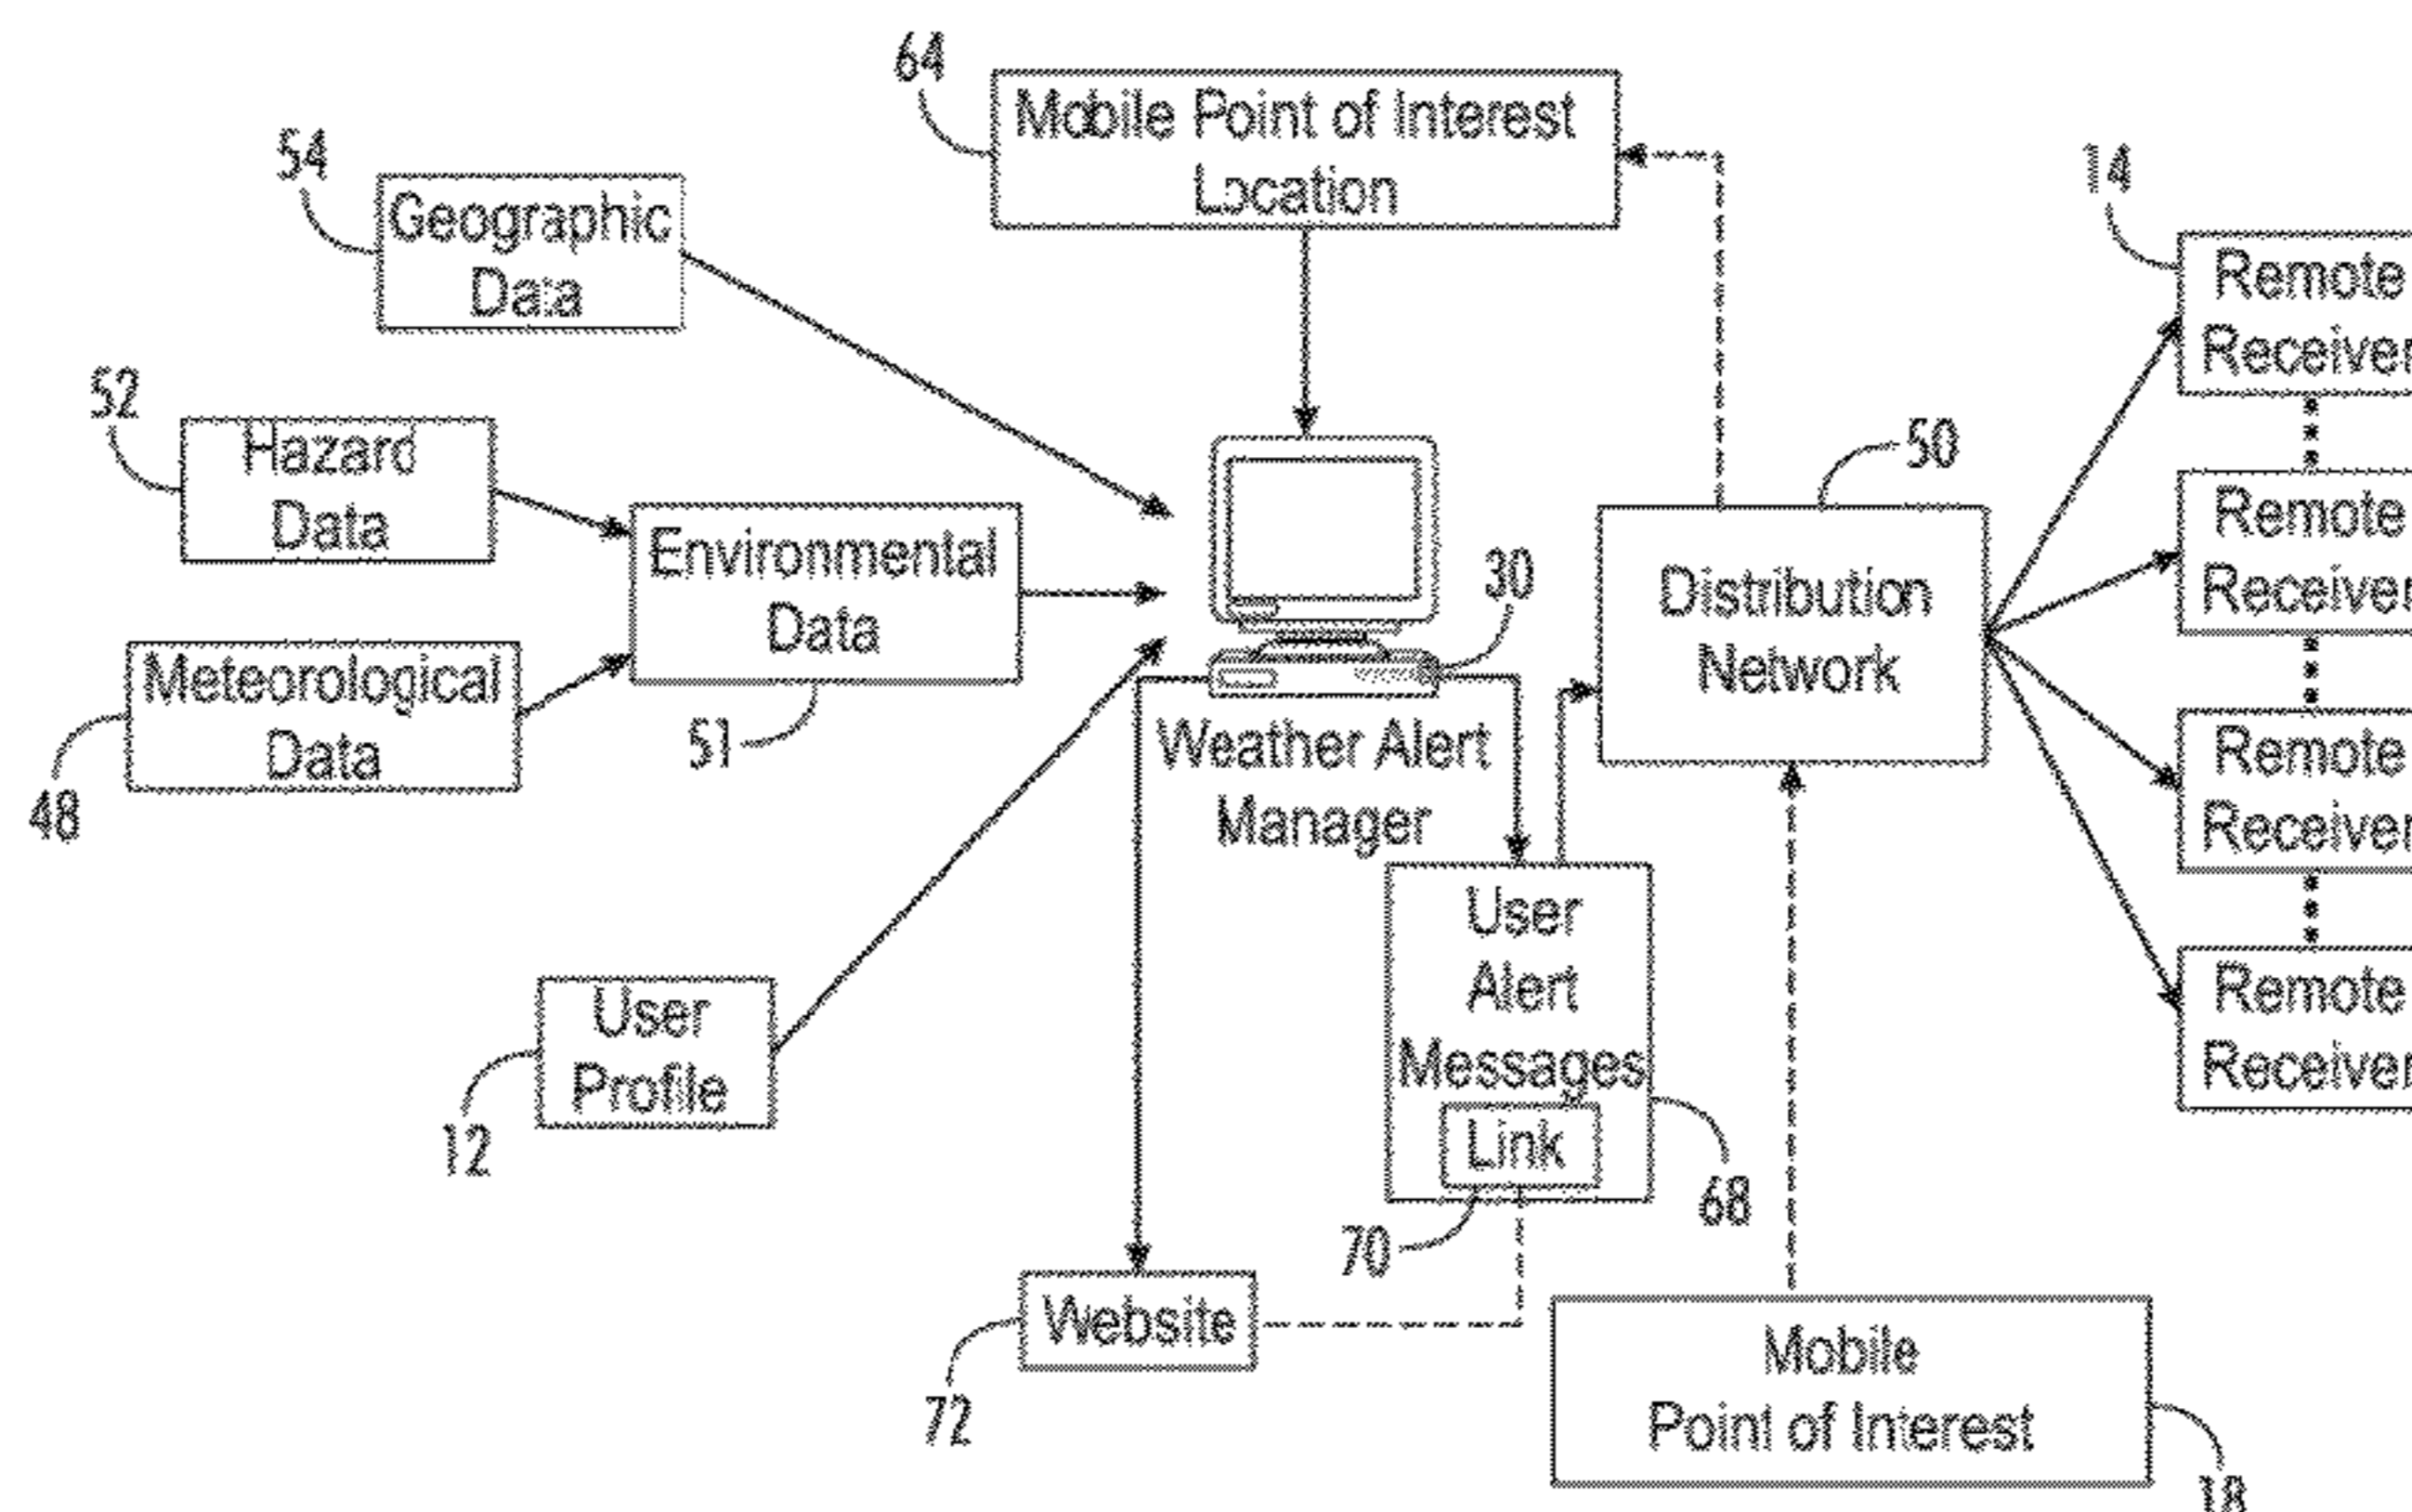 64
Mobile Point of Interest
Location
54
Geographic
Data
14
Remote
Receiver
52
Hazard
Data
50
Remote
Receiver
Environmental
Data
30
Distribution
Network
Meteorological
Data
51
48
Weather Alert
Manager
Remote
Receiver
User
Alert
Messages
Link
68
70
User
Profile
12
Remote
Receiver
Website
72
Mobile
Point of Interest
18